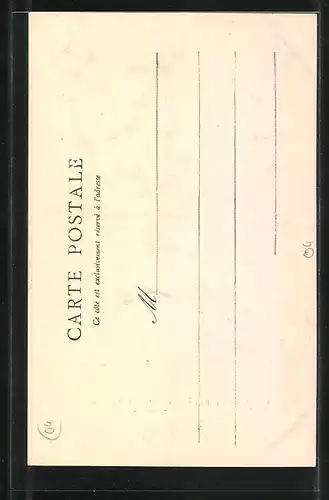 CARTE POSTALE
Ce côté est exclusivement réservé à l'adresse
M
04
04